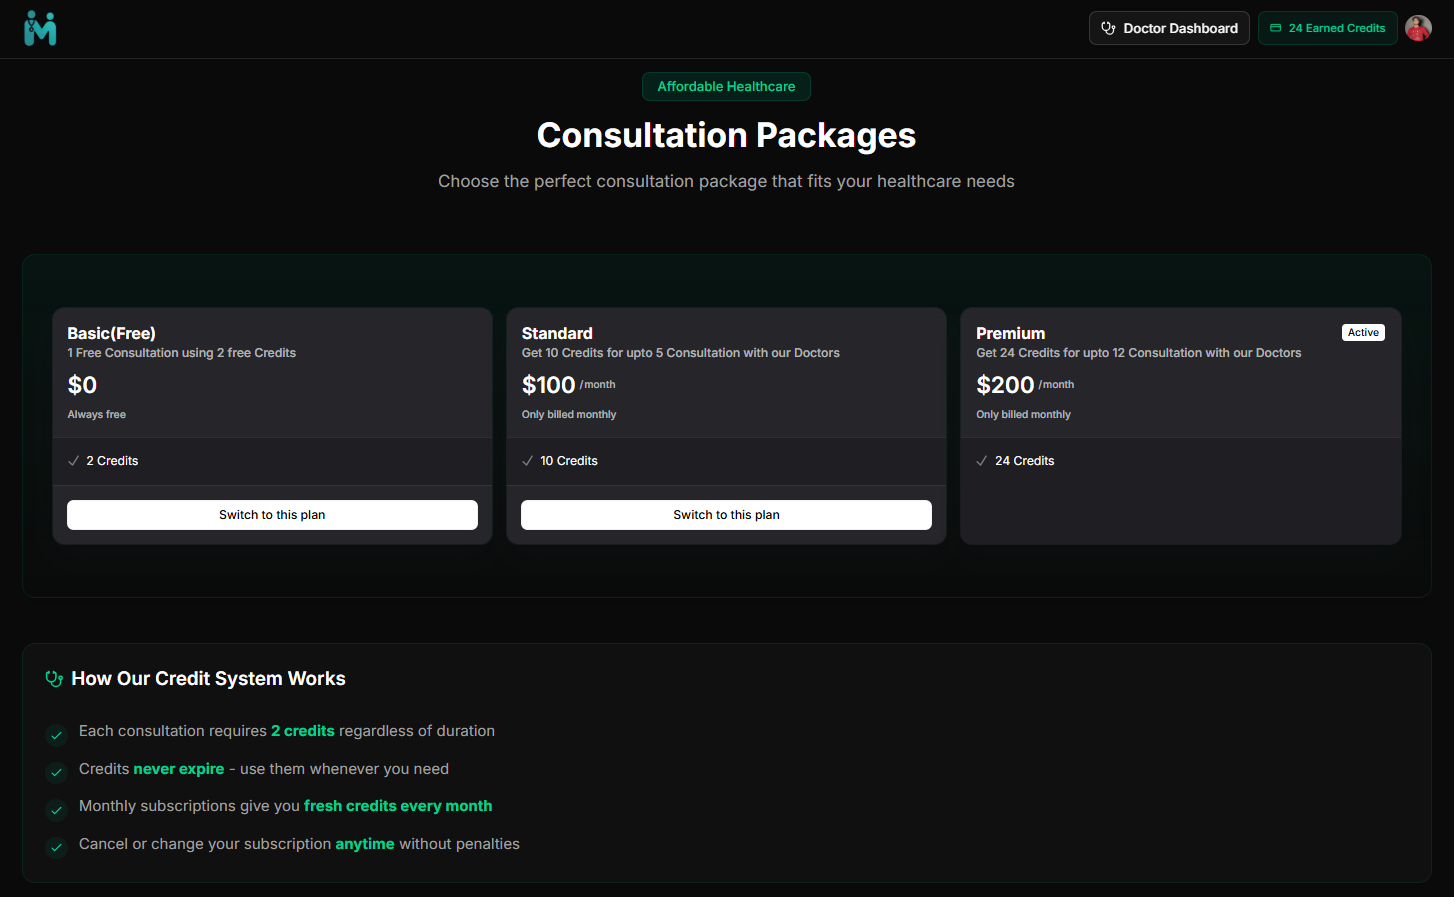 Doctor Dashboard
24 Earned Credits
Affordable Healthcare
Consultation Packages
Choose the perfect consultation package that fits your healthcare needs
Basic(Free)
1 Free Consultation using 2 free Credits
$0
Always free
2 Credits
Switch to this plan
Standard
Get 10 Credits for upto 5 Consultation with our Doctors
$100 /month
Only billed monthly
10 Credits
Switch to this plan
Premium
Active
Get 24 Credits for upto 12 Consultation with our Doctors
$200 /month
Only billed monthly
24 Credits
How Our Credit System Works
Each consultation requires 2 credits regardless of duration
Credits never expire - use them whenever you need
Monthly subscriptions give you fresh credits every month
Cancel or change your subscription anytime without penalties